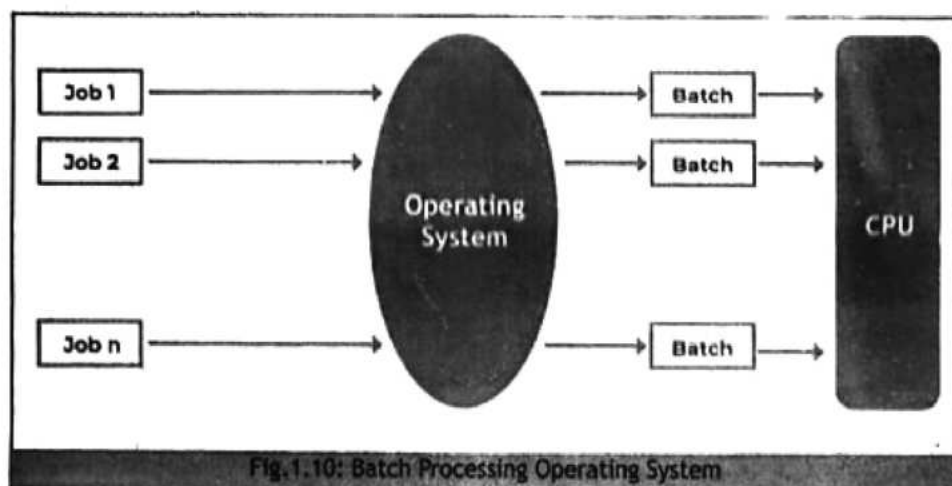 Job 1
Batch
Job 2
Batch
Operating
System
CPU
Job n
Batch
Fig.1.10: Batch Processing Operating System